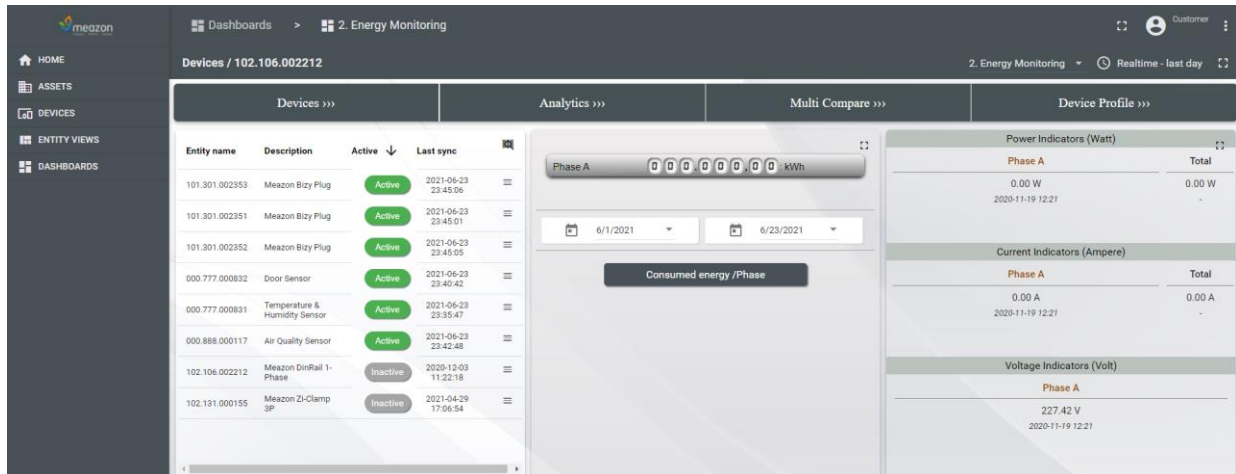 meazon
Dashboards > 2. Energy Monitoring
Customer
HOME
ASSETS
DEVICES
ENTITY VIEWS
DASHBOARDS
Devices / 102.106.002212
2. Energy Monitoring
Realtime - last day
Devices ›››
Analytics ›››
Multi Compare ›››
Device Profile ›››
Entity name Description Active Last sync
101.301.002353 Meazon Bizy Plug Active 2021-06-23 23:45:06
101.301.002351 Meazon Bizy Plug Active 2021-06-23 23:45:01
101.301.002352 Meazon Bizy Plug Active 2021-06-23 23:45:05
000.777.000832 Door Sensor Active 2021-06-23 23:40:42
000.777.000831 Temperature & Humidity Sensor Active 2021-06-23 23:35:47
000.888.000117 Air Quality Sensor Active 2021-06-23 23:42:48
102.106.002212 Meazon DinRail 1-Phase Inactive 2020-12-03 11:22:18
102.131.000155 Meazon Zi-Clamp 3P Inactive 2021-04-29 17:06:54
Phase A 000.000,00 kWh
6/1/2021
6/23/2021
Consumed energy /Phase
Power Indicators (Watt)
Phase A Total
0.00 W 0.00 W
2020-11-19 12:21 -
Current Indicators (Ampere)
Phase A Total
0.00 A 0.00 A
2020-11-19 12:21 -
Voltage Indicators (Volt)
Phase A
227.42 V
2020-11-19 12:21